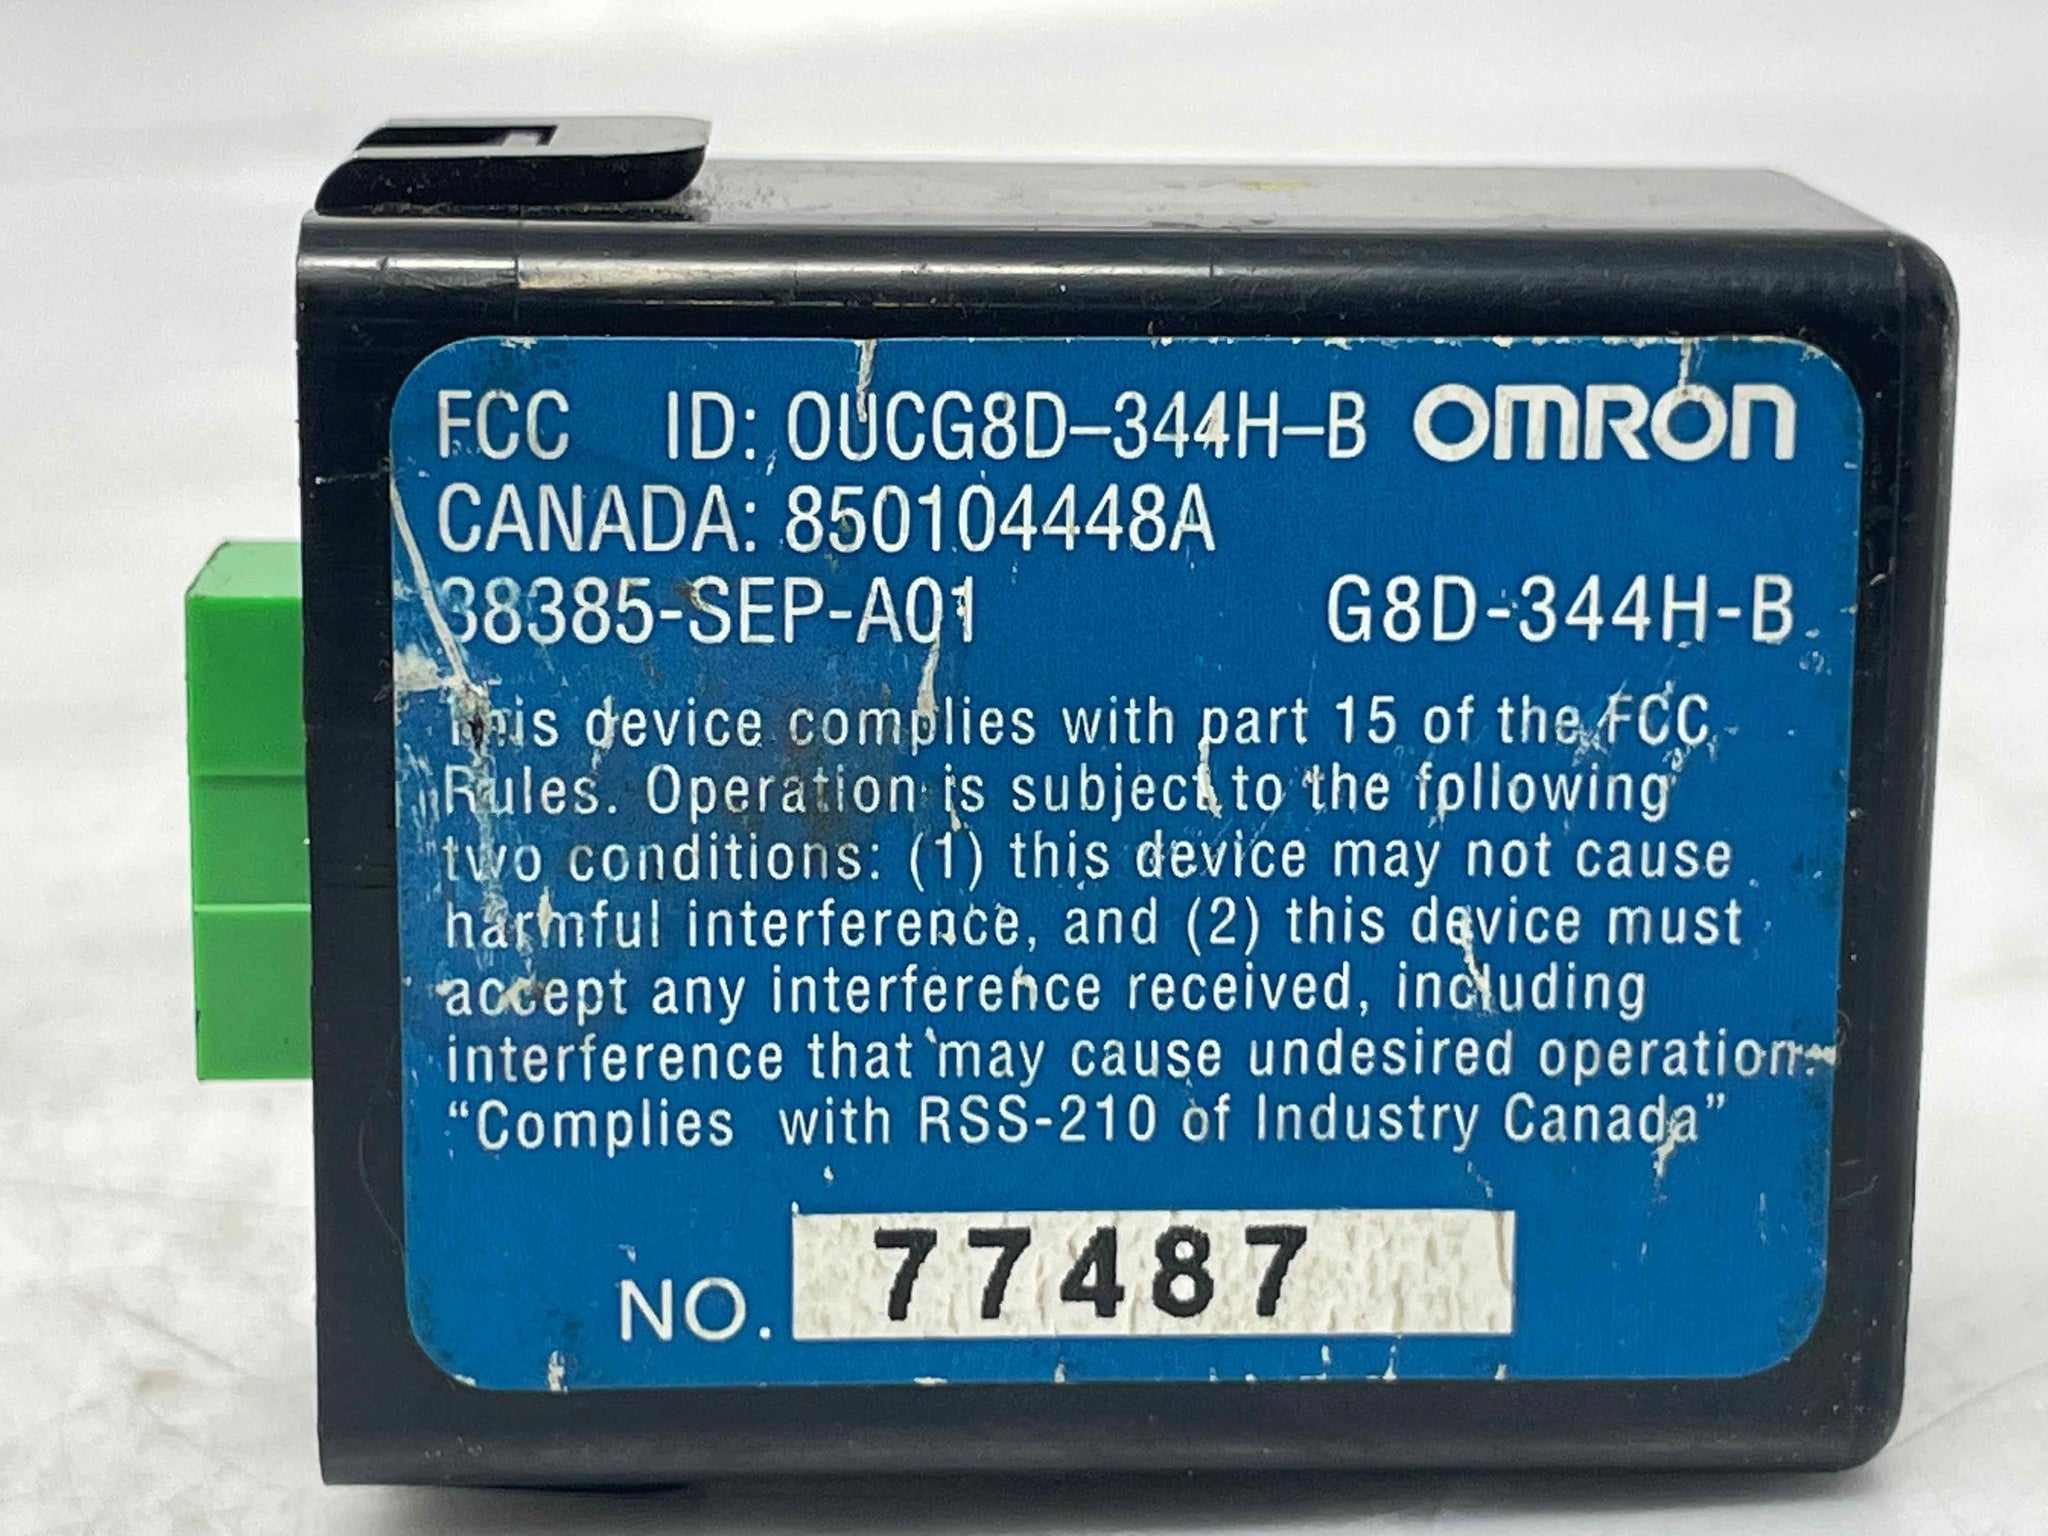 FCC ID: OUCG8D-344H-B OMRON
CANADA: 850104448A
38385-SEP-A01 G8D-344H-B
This device complies with part 15 of the FCC
Rules. Operation is subject to the following
two conditions: (1) this device may not cause
harmful interference, and (2) this device must
accept any interference received, including
interference that may cause undesired operation.
“Complies with RSS-210 of Industry Canada”
NO. 77487